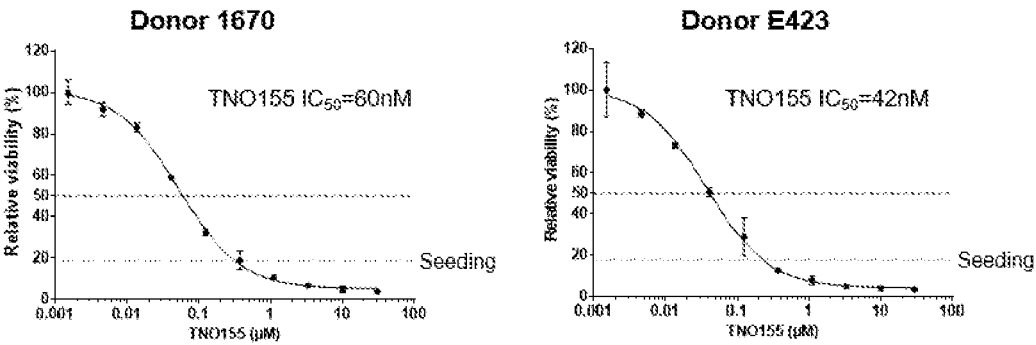 Donor 1670
Relative viability (%)
120
100
80
60
50
40
20
0
TNO155 IC50=60nM
Seeding
0.001 0.01 0.1 1 10 100
TNO155 (µM)
Donor E423
Relative viability (%)
120
100
80
60
50
40
20
0
TNO155 IC50=42nM
Seeding
0.001 0.01 0.1 1 10 100
TNO155 (µM)